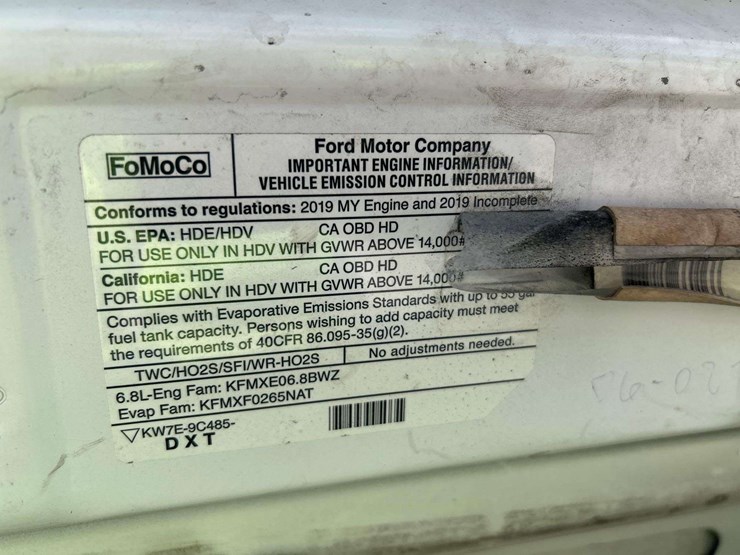 FoMoCo
Ford Motor Company
IMPORTANT ENGINE INFORMATION/
VEHICLE EMISSION CONTROL INFORMATION
Conforms to regulations: 2019 MY Engine and 2019 Incomplete
U.S. EPA: HDE/HDV CA OBD HD
FOR USE ONLY IN HDV WITH GVWR ABOVE 14,000#
California: HDE CA OBD HD
FOR USE ONLY IN HDV WITH GVWR ABOVE 14,000#
Complies with Evaporative Emissions Standards with up to 55 gal
fuel tank capacity. Persons wishing to add capacity must meet
the requirements of 40CFR 86.095-35(g)(2).
TWC/HO2S/SFI/WR-HO2S No adjustments needed.
6.8L-Eng Fam: KFMXE06.8BWZ
Evap Fam: KFMXF0265NAT
KW7E-9C485-
DXT